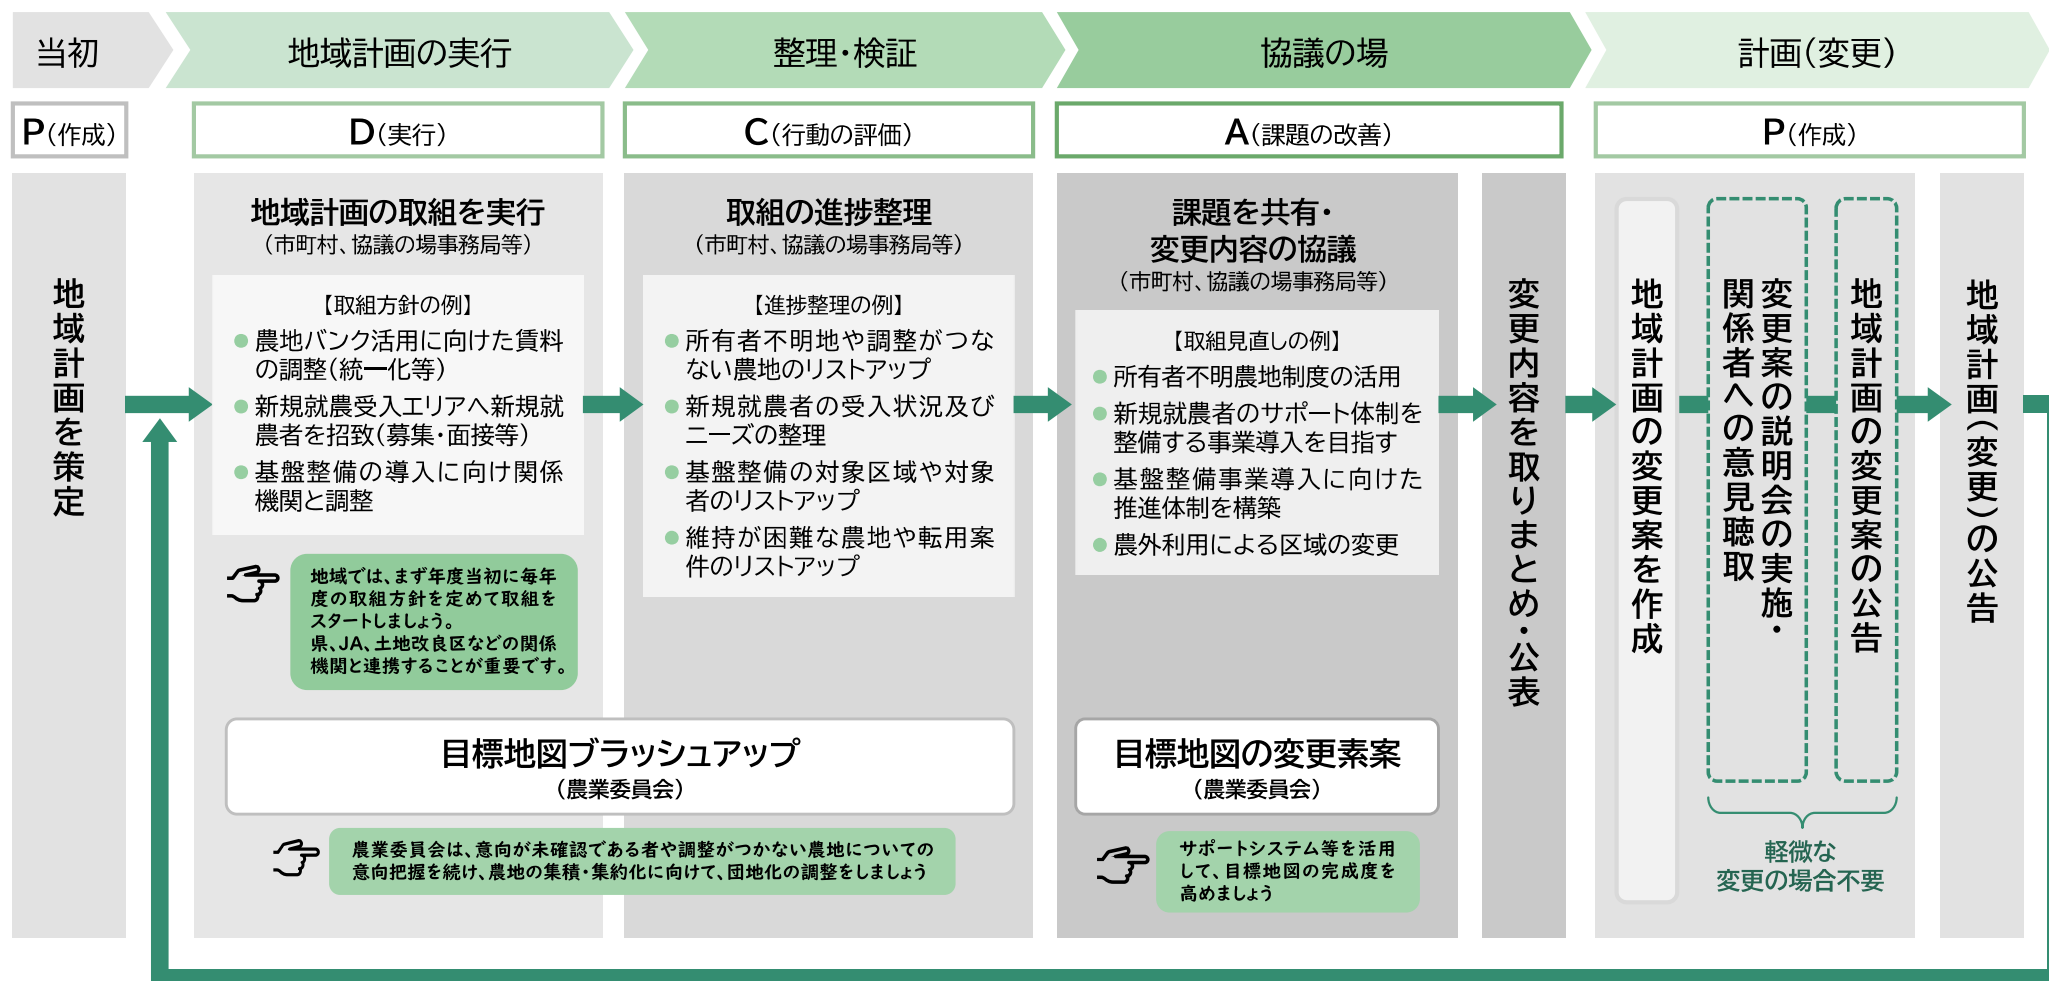 当初
地域計画の実行
整理・検証
協議の場
計画（変更）
P（作成）
D（実行）
C（行動の評価）
A（課題の改善）
P（作成）
地域計画を策定
地域計画の取組を実行
（市町村、協議の場事務局等）
【取組方針の例】
●農地バンク活用に向けた賃料
の調整（統一化等）
●新規就農受入エリアへ新規就
農者を招致（募集・面接等）
●基盤整備の導入に向け関係
機関と調整
地域では、まず年度当初に毎年
度の取組方針を定めて取組を
スタートしましょう。
県、JA、土地改良区などの関係
機関と連携することが重要です。
取組の進捗整理
（市町村、協議の場事務局等）
【進捗整理の例】
●所有者不明地や調整がつな
ない農地のリストアップ
●新規就農者の受入状況及び
ニーズの整理
●基盤整備の対象区域や対象
者のリストアップ
●維持が困難な農地や転用案
件のリストアップ
目標地図ブラッシュアップ
（農業委員会）
農業委員会は、意向が未確認である者や調整がつかない農地についての
意向把握を続け、農地の集積・集約化に向けて、団地化の調整をしましょう
課題を共有・
変更内容の協議
（市町村、協議の場事務局等）
【取組見直しの例】
●所有者不明農地制度の活用
●新規就農者のサポート体制を
整備する事業導入を目指す
●基盤整備事業導入に向けた
推進体制を構築
●農外利用による区域の変更
目標地図の変更素案
（農業委員会）
サポートシステム等を活用
して、目標地図の完成度を
高めましょう
変更内容を取りまとめ・公表
地域計画の変更案を作成
変更案の説明会の実施・
関係者への意見聴取
地域計画の変更案の公告
軽微な
変更の場合不要
地域計画（変更）の公告